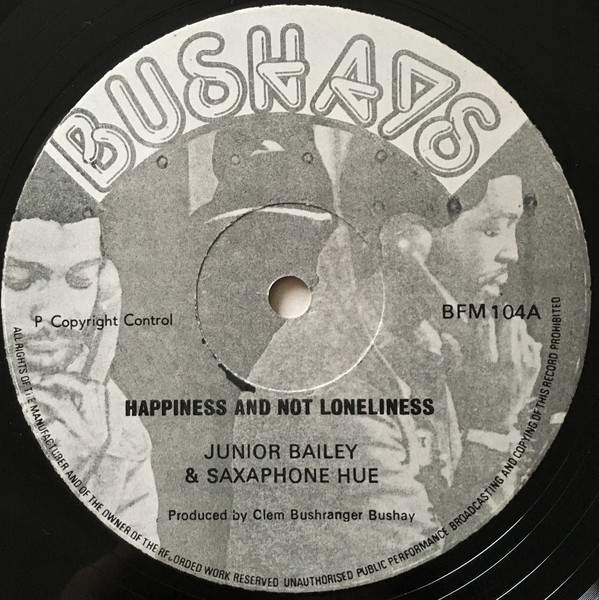 BUSHAYS
P Copyright Control
BFM 104A
HAPPINESS AND NOT LONELINESS
JUNIOR BAILEY
& SAXAPHONE HUE
Produced by Clem Bushranger Bushay
ALL RIGHTS OF THE MANUFACTURER AND OF THE OWNER OF THE RECORDED WORK RESERVED UNAUTHORISED PUBLIC PERFORMANCE BROADCASTING AND COPYING OF THIS RECORD PROHIBITED